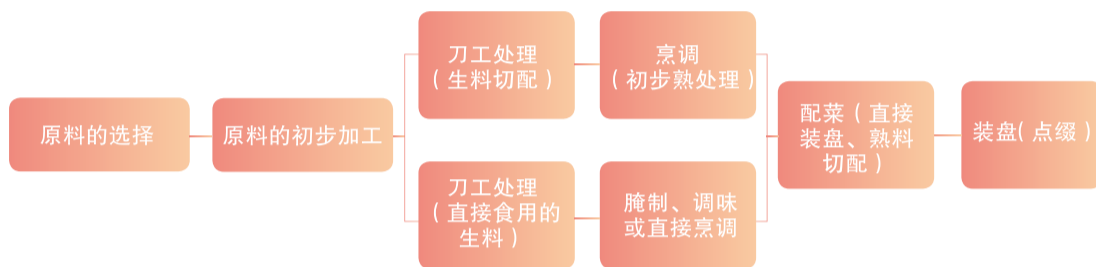 原料的选择
原料的初步加工
刀工处理
（生料切配）
烹调
（初步熟处理）
刀工处理
（直接食用的
生料）
腌制、调味
或直接烹调
配菜（直接
装盘、熟料
切配）
装盘（点缀）